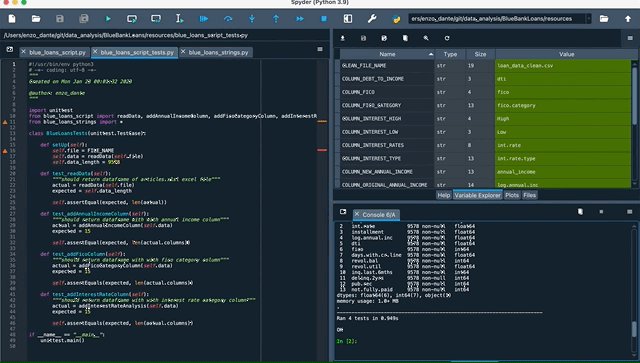 Spyder (Python 3.9)
ers/enzo_dante/git/data_analysis/BlueBankLoans/resources
/Users/enzo_dante/git/data_analysis/BlueBankLoans/resources/blue_loans_script_tests.py
blue_loans_script.py
blue_loans_script_tests.py
blue_loans_strings.py
#!/usr/bin/env python3
# -*- coding: utf-8 -*-
"""
Created on Mon Jan
@author: enzo_dante
"""
import unittest
from blue_loans_script import readData, addAnnualIncomeColumn, addFicoCategoryColumn, addInterestR
from blue_loans_strings import *
class BlueLoansTests(unittest.TestCase):
def setUp(self):
self.file = FILE_NAME
self.data = readData(self.file)
self.data_length = 9578
def test_readData(self):
"""should return dataframe of articles.xlsx excel file"""
actual = readData(self.file)
expected = self.data_length
self.assertEqual(expected, len(actual))
def test_addAnnualIncomeColumn(self):
"""should return dataframe with both annual income column"""
actual = addAnnualIncomeColumn(self.data)
expected = 15
self.assertEqual(expected, len(actual.columns))
def test_addFicoColumn(self):
"""should return dataframe with both fico category column"""
actual = addFicoCategoryColumn(self.data)
expected = 15
self.assertEquals(expected, len(actual.columns))
def test_addInterestRateColumn(self):
"""should return dataframe with both interest rate category column"""
actual = addInterestRateAnalysis(self.data)
expected = 15
self.assertEquals(expected, len(actual.columns))
if __name__ == "__main__":
unittest.main()
Name Type Size Value
CLEAN_FILE_NAME str 19 loan_data_clean.csv
COLUMN_DEBT_TO_INCOME str 3 dti
COLUMN_FICO str 4 fico
COLUMN_FICO_CATEGORY str 13 fico.category
COLUMN_INTEREST_HIGH str 4 High
COLUMN_INTEREST_LOW str 3 Low
COLUMN_INTEREST_RATES str 8 int.rate
COLUMN_INTEREST_TYPE str 13 int.rate.type
COLUMN_NEW_ANNUAL_INCOME str 13 annual_income
COLUMN_ORIGINAL_ANNUAL_INCOME str 14 log.annual.inc
Help Variable Explorer Plots Files
Console 6/A
2 int.rate 9578 non-null float64
3 installment 9578 non-null float64
4 log.annual.inc 9578 non-null float64
5 dti 9578 non-null float64
6 fico 9578 non-null int64
7 days.with.cr.line 9578 non-null float64
8 revol.bal 9578 non-null int64
9 revol.util 9578 non-null float64
10 inq.last.6mths 9578 non-null int64
11 delinq.2yrs 9578 non-null int64
12 pub.rec 9578 non-null int64
13 not.fully.paid 9578 non-null int64
dtypes: float64(6), int64(7), object(1)
memory usage: 1.0+ MB
Ran 4 tests in 0.949s
OK
In [2]: